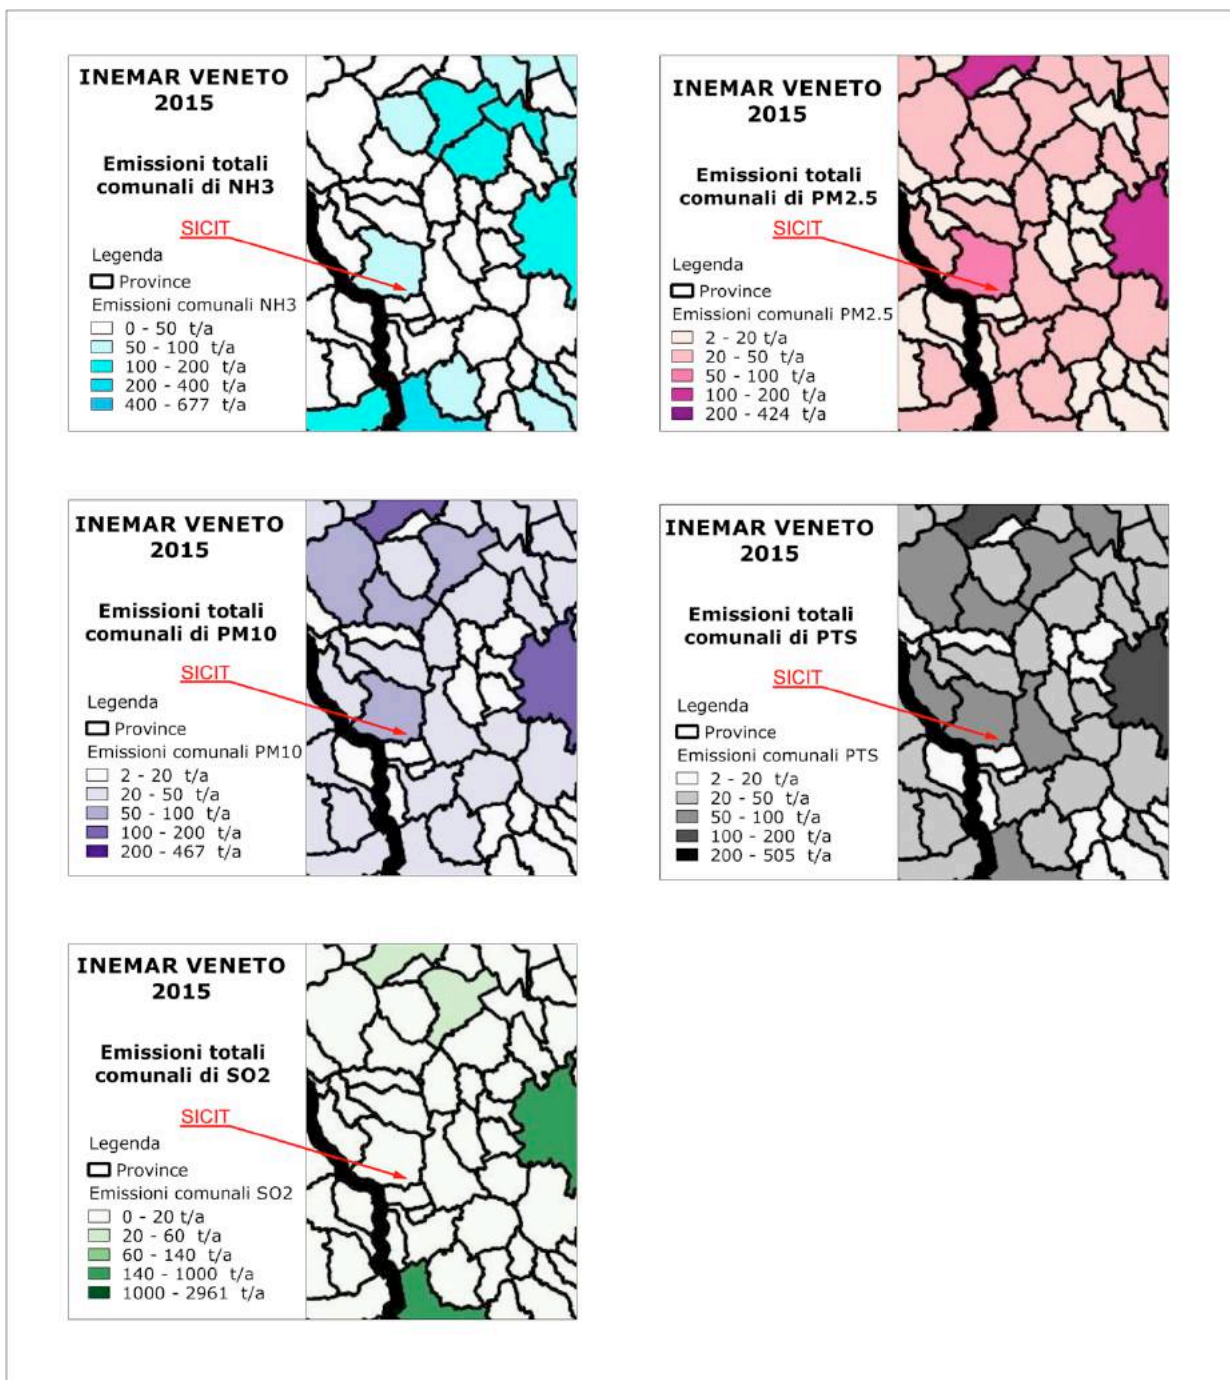 INEMAR VENETO
2015
Emissioni totali
comunali di NH3
SICIT
Legenda
Province
Emissioni comunali NH3
0 - 50 t/a
50 - 100 t/a
100 - 200 t/a
200 - 400 t/a
400 - 677 t/a
INEMAR VENETO
2015
Emissioni totali
comunali di PM2.5
SICIT
Legenda
Province
Emissioni comunali PM2.5
2 - 20 t/a
20 - 50 t/a
50 - 100 t/a
100 - 200 t/a
200 - 424 t/a
INEMAR VENETO
2015
Emissioni totali
comunali di PM10
SICIT
Legenda
Province
Emissioni comunali PM10
2 - 20 t/a
20 - 50 t/a
50 - 100 t/a
100 - 200 t/a
200 - 467 t/a
INEMAR VENETO
2015
Emissioni totali
comunali di PTS
SICIT
Legenda
Province
Emissioni comunali PTS
2 - 20 t/a
20 - 50 t/a
50 - 100 t/a
100 - 200 t/a
200 - 505 t/a
INEMAR VENETO
2015
Emissioni totali
comunali di SO2
SICIT
Legenda
Province
Emissioni comunali SO2
0 - 20 t/a
20 - 60 t/a
60 - 140 t/a
140 - 1000 t/a
1000 - 2961 t/a